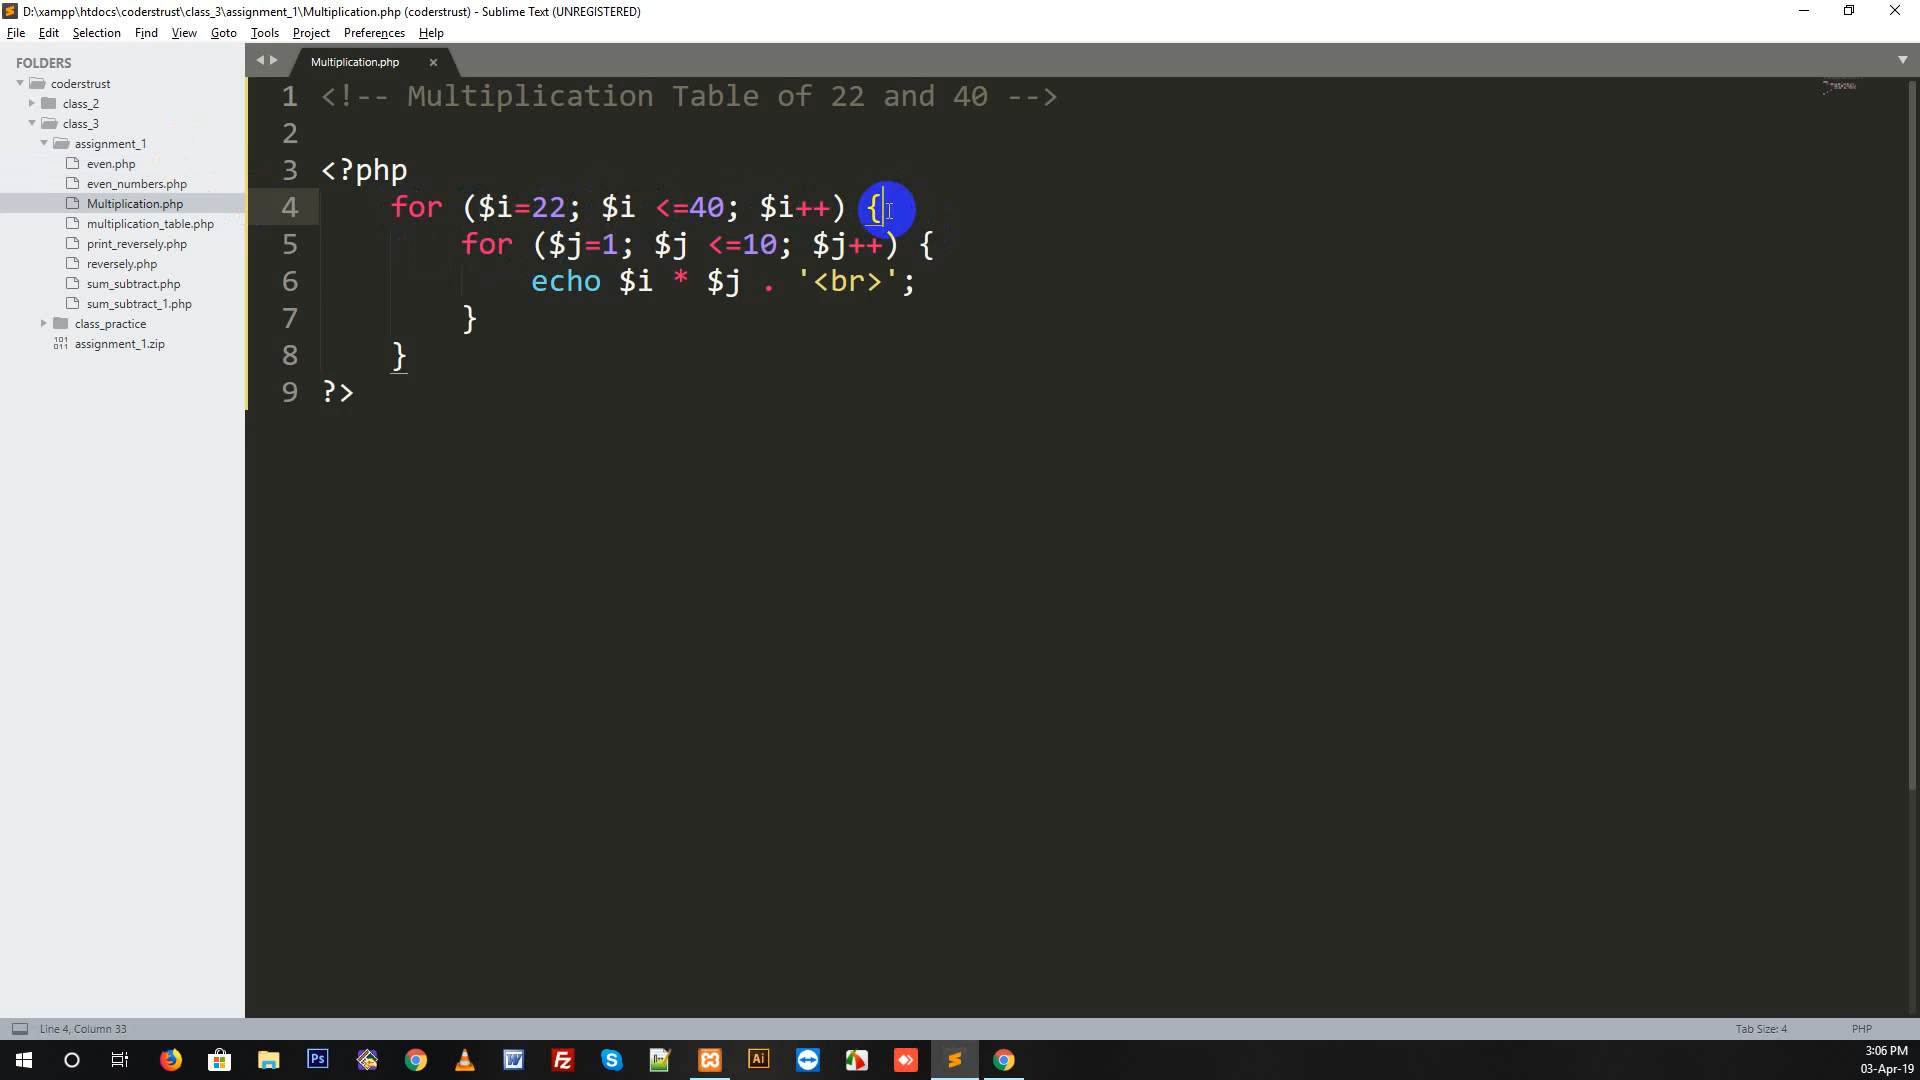 D:\xampp\htdocs\coderstrust\class_3\assignment_1\Multiplication.php (coderstrust) - Sublime Text (UNREGISTERED)
File Edit Selection Find View Goto Tools Project Preferences Help
FOLDERS
coderstrust
class_2
class_3
assignment_1
even.php
even_numbers.php
Multiplication.php
multiplication_table.php
print_reversely.php
reversely.php
sum_subtract.php
sum_subtract_1.php
class_practice
assignment_1.zip
Multiplication.php ×
1 <!-- Multiplication Table of 22 and 40 -->
2
3 <?php
4 for ($i=22; $i <=40; $i++) {
5 for ($j=1; $j <=10; $j++) {
6 echo $i * $j . '<br>';
7 }
8 }
9 ?>
Line 4, Column 33 Tab Size: 4 PHP
3:06 PM
03-Apr-19